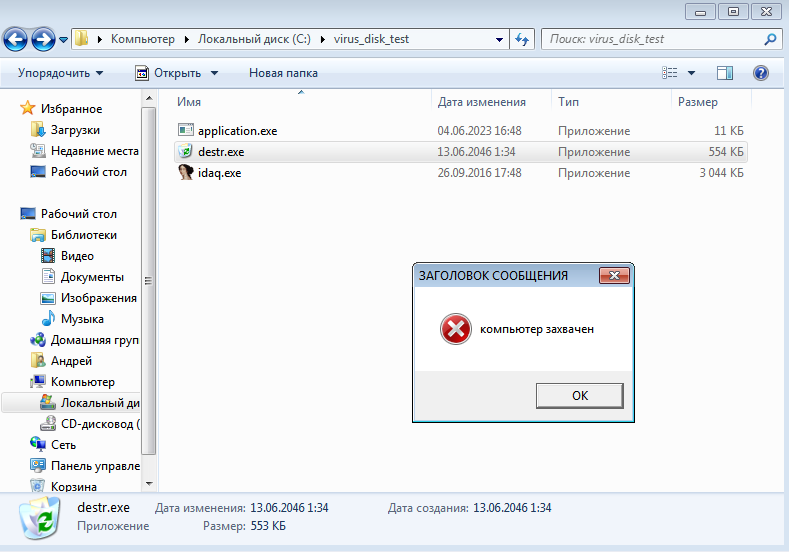 Компьютер Локальный диск (C:) virus_disk_test Поиск: virus_disk_test
Упорядочить Открыть Новая папка
Имя Дата изменения Тип Размер
application.exe 04.06.2023 16:48 Приложение 11 КБ
destr.exe 13.06.2046 1:34 Приложение 554 КБ
idaq.exe 26.09.2016 17:48 Приложение 3 044 КБ
Избранное
Загрузки
Недавние места
Рабочий стол
Рабочий стол
Библиотеки
Видео
Документы
Изображения
Музыка
Домашняя груп
Андрей
Компьютер
Локальный ди
CD-дисковод (
Сеть
Панель управле
Корзина
ЗАГОЛОВОК СООБЩЕНИЯ
компьютер захвачен
ОК
destr.exe Дата изменения: 13.06.2046 1:34 Дата создания: 13.06.2046 1:34
Приложение Размер: 553 КБ